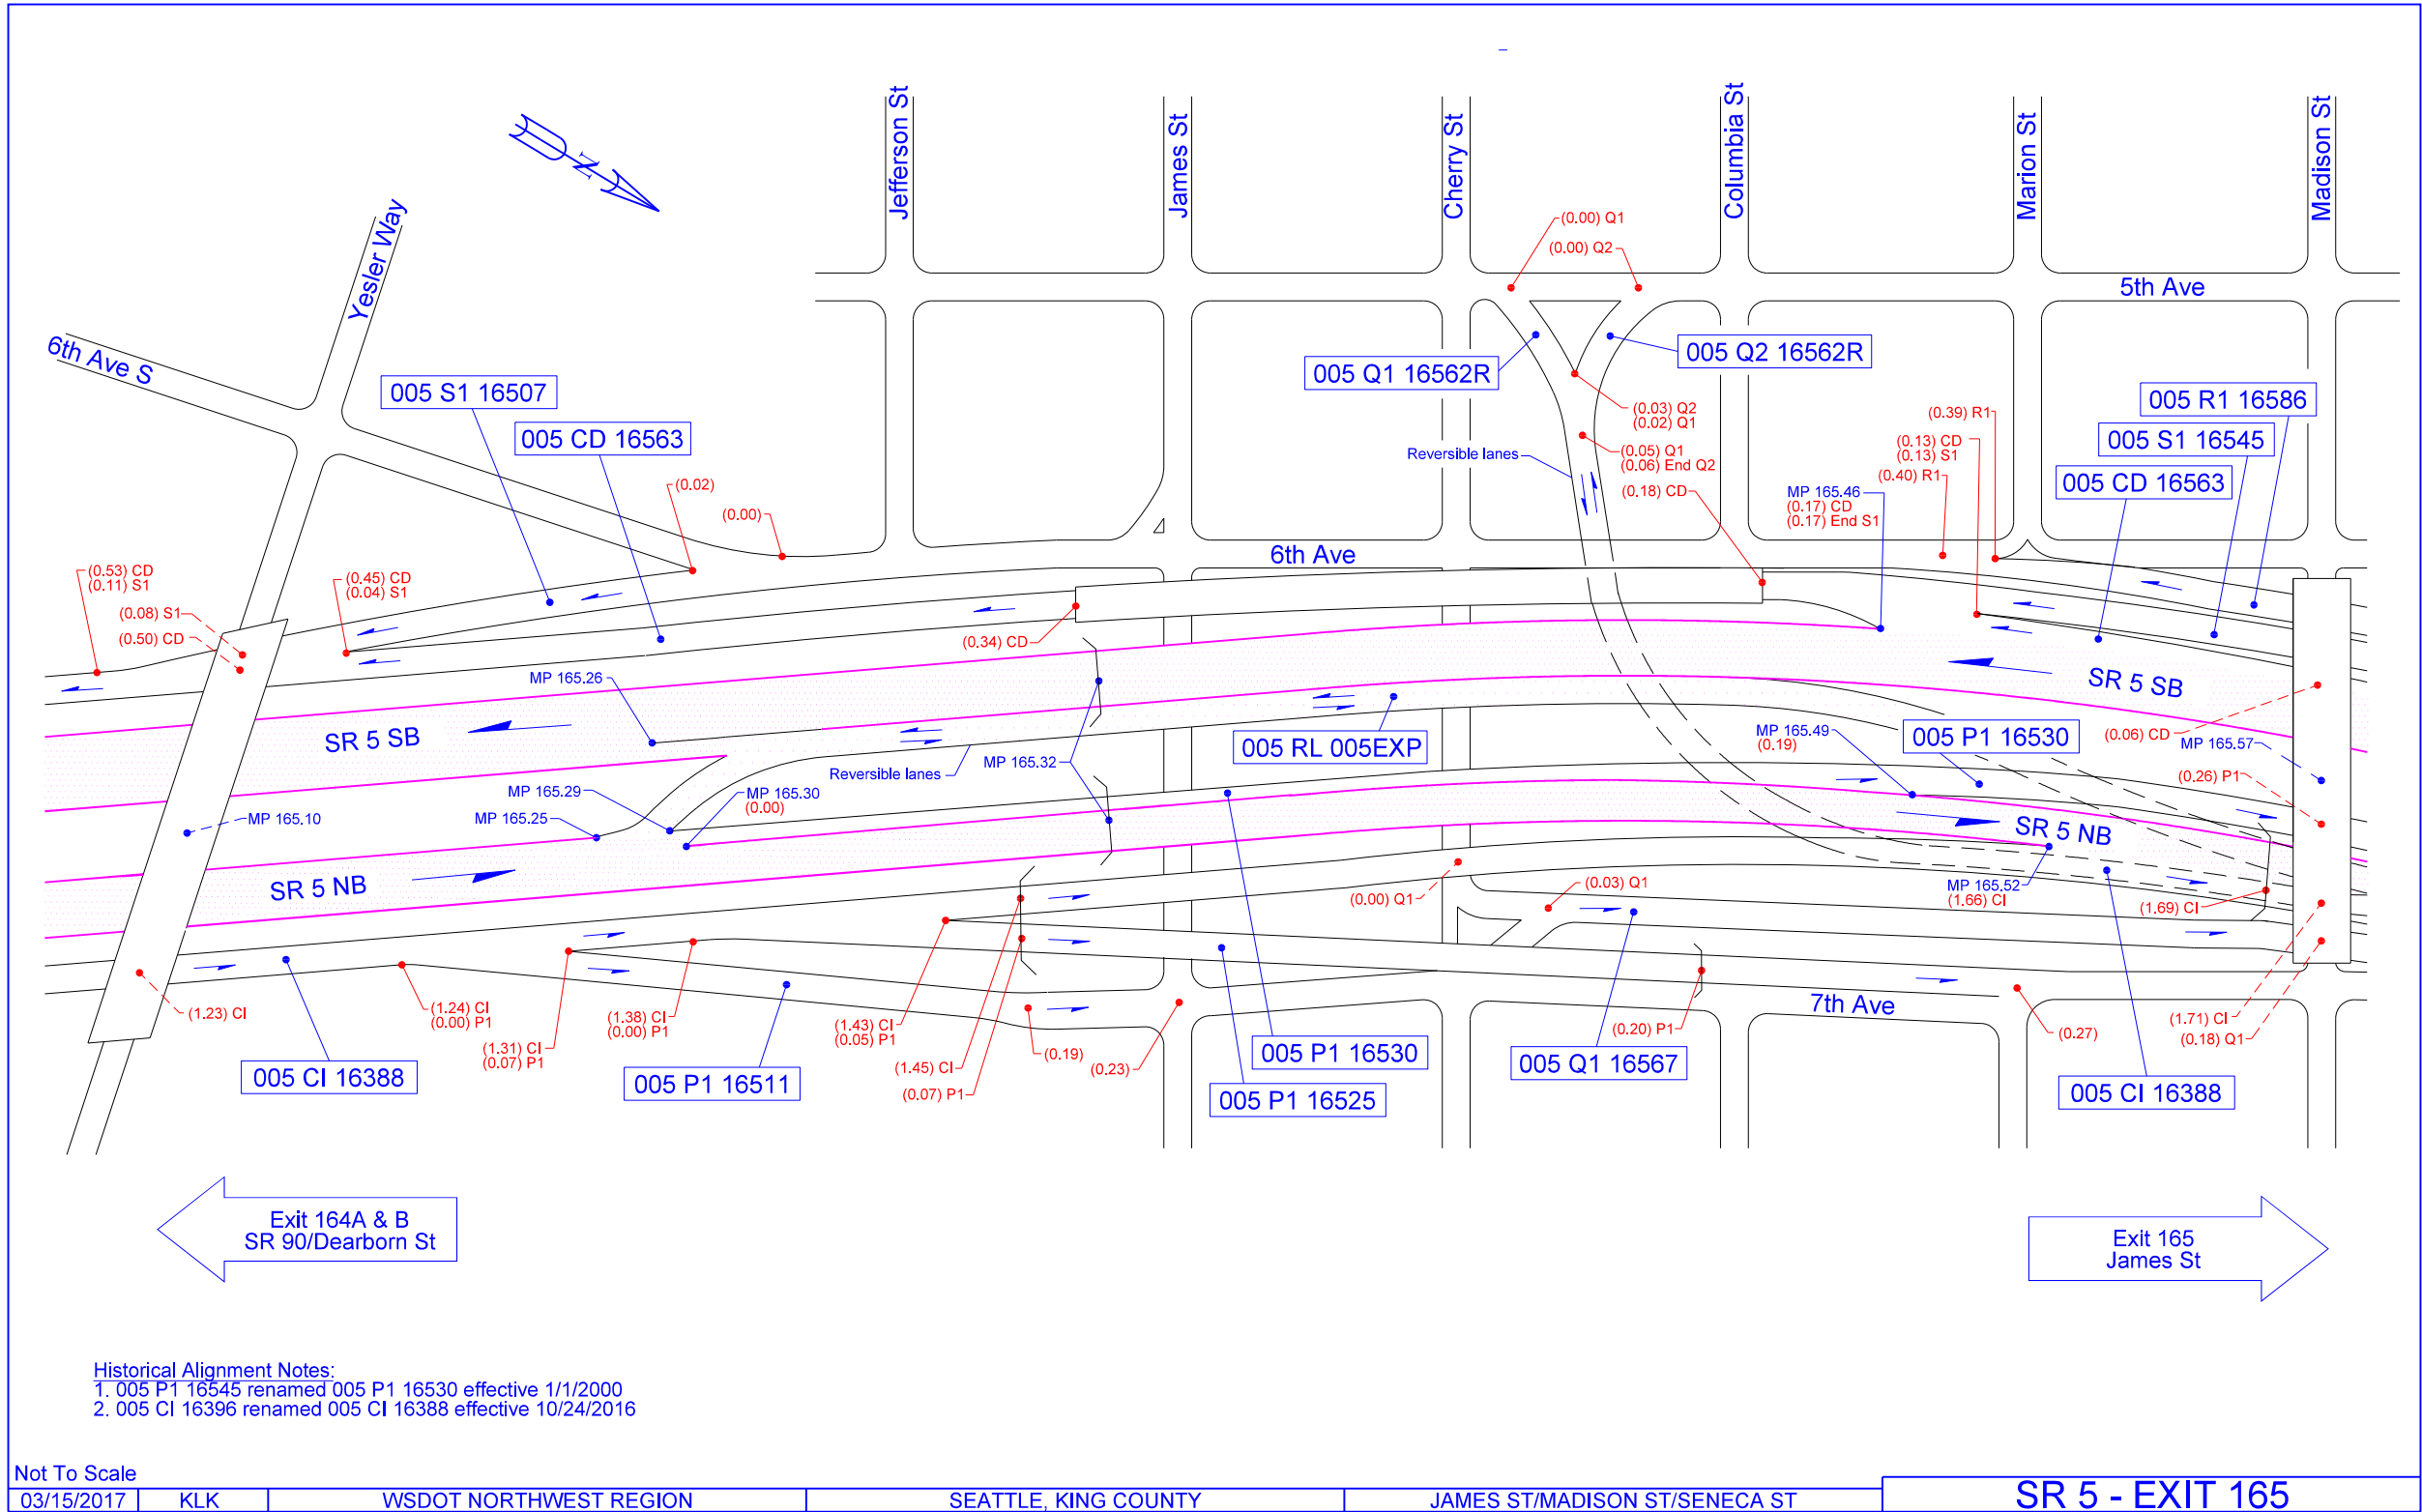 Jefferson St
James St
Cherry St
Columbia St
Marion St
Madison St
N
Yesler Way
6th Ave S
5th Ave
6th Ave
7th Ave
(0.00) Q1
(0.00) Q2
005 Q1 16562R
005 Q2 16562R
(0.03) Q2
(0.02) Q1
(0.05) Q1
(0.06) End Q2
Reversible lanes
(0.18) CD
005 S1 16507
005 CD 16563
(0.02)
(0.00)
005 R1 16586
005 S1 16545
005 CD 16563
(0.39) R1
(0.13) CD
(0.13) S1
(0.40) R1
MP 165.46
(0.17) CD
(0.17) End S1
(0.53) CD
(0.11) S1
(0.08) S1
(0.50) CD
(0.45) CD
(0.04) S1
(0.34) CD
MP 165.26
SR 5 SB
SR 5 SB
005 RL 005EXP
MP 165.49
(0.19)
005 P1 16530
(0.06) CD
MP 165.57
(0.26) P1
Reversible lanes
MP 165.32
MP 165.29
MP 165.30
(0.00)
MP 165.25
MP 165.10
SR 5 NB
SR 5 NB
MP 165.52
(1.66) CI
(1.69) CI
(0.00) Q1
(0.03) Q1
(1.23) CI
(1.24) CI
(0.00) P1
(1.31) CI
(0.07) P1
(1.38) CI
(0.00) P1
(1.43) CI
(0.05) P1
(1.45) CI
(0.07) P1
(0.19)
(0.23)
(0.20) P1
(0.27)
(1.71) CI
(0.18) Q1
005 CI 16388
005 P1 16511
005 P1 16530
005 P1 16525
005 Q1 16567
005 CI 16388
Exit 164A & B
SR 90/Dearborn St
Exit 165
James St
Historical Alignment Notes:
1. 005 P1 16545 renamed 005 P1 16530 effective 1/1/2000
2. 005 CI 16396 renamed 005 CI 16388 effective 10/24/2016
Not To Scale
03/15/2017
KLK
WSDOT NORTHWEST REGION
SEATTLE, KING COUNTY
JAMES ST/MADISON ST/SENECA ST
SR 5 - EXIT 165